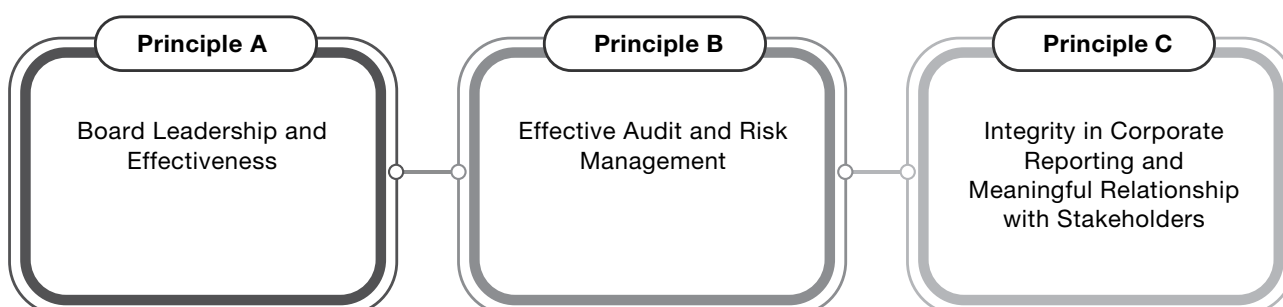 Principle A
Board Leadership and
Effectiveness
Principle B
Effective Audit and Risk
Management
Principle C
Integrity in Corporate
Reporting and
Meaningful Relationship
with Stakeholders